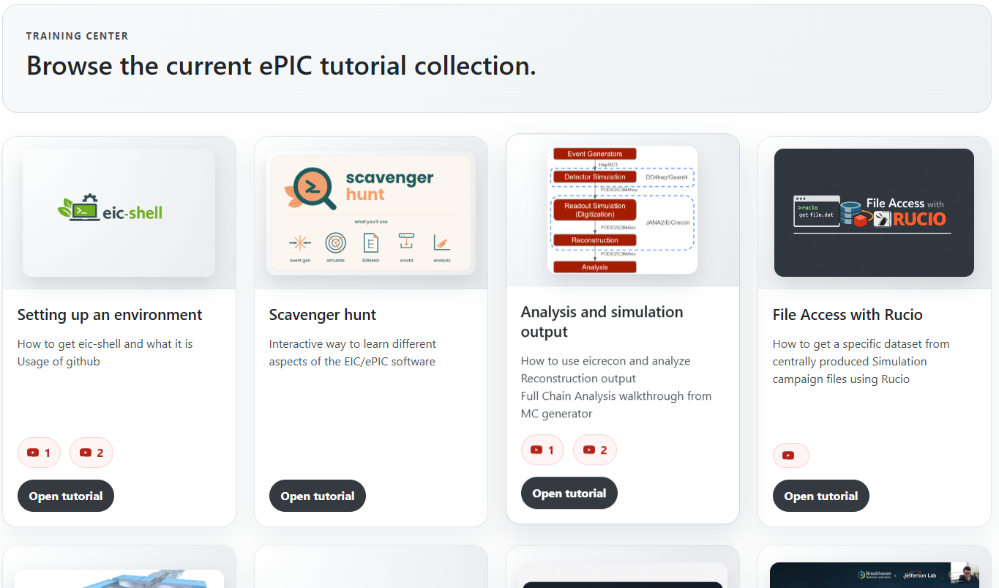 TRAINING CENTER
Browse the current ePIC tutorial collection.
eic-shell
Setting up an environment
How to get eic-shell and what it is
Usage of github
1
2
Open tutorial
scavenger
hunt
what you'll use
event gen
simulate
EDM4eic
xrootd
analysis
Scavenger hunt
Interactive way to learn different
aspects of the EIC/ePIC software
Open tutorial
Event Generators
HepMC3
Detector Simulation
DD4hep/Geant4
PODIO/EDM4hep
Readout Simulation
(Digitization)
JANA2/EICrecon
PODIO/EDM4eic
Reconstruction
PODIO/EDM4eic
Analysis
Analysis and simulation
output
How to use eicrecon and analyze
Reconstruction output
Full Chain Analysis walkthrough from
MC generator
1
2
Open tutorial
>rucio
get file.dat
File Access with
RUCIO
File Access with Rucio
How to get a specific dataset from
centrally produced Simulation
campaign files using Rucio
Open tutorial
Brookhaven
National Laboratory
Jefferson Lab